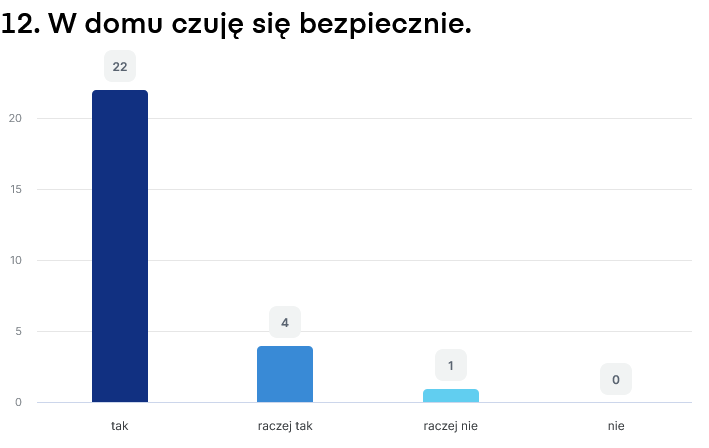 12. W domu czuję się bezpiecznie.
22
20
15
10
4
5
1
0
0
tak
raczej tak
raczej nie
nie